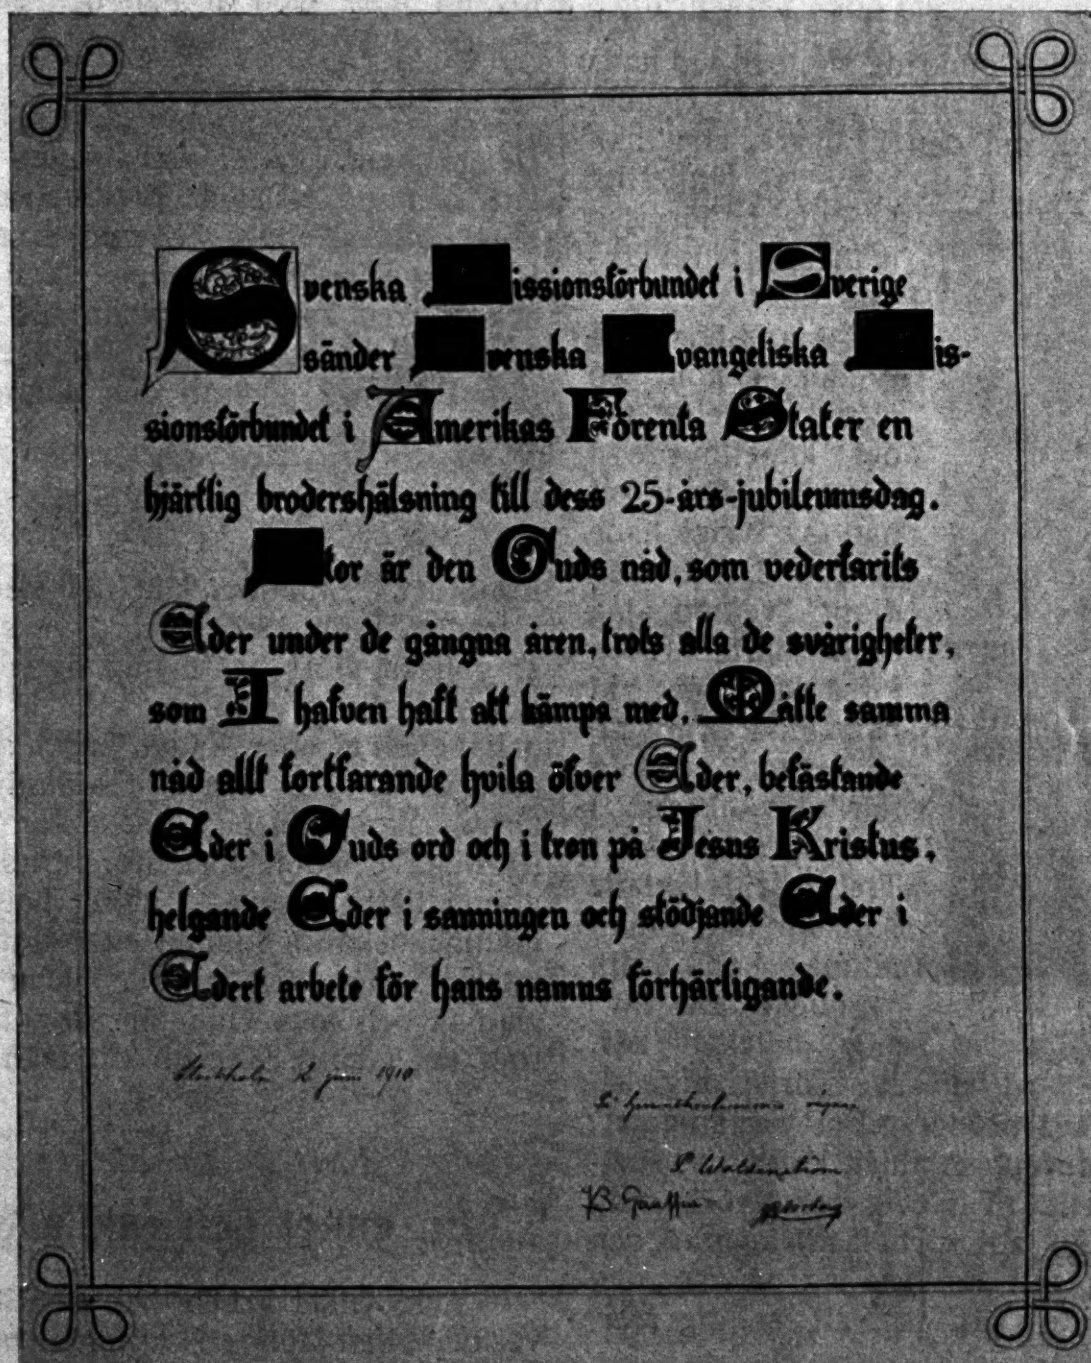 Svenska Missionsförbundet i Sverige
sänder Svenska Evangeliska Mis-
sionsförbundet i Amerikas Förenta Stater en
hjärtlig brodershälsning till dess 25-års-jubileumsdag.
Stor är den Guds nåd, som vederfarits
Eder under de gångna åren, trots alla de svårigheter,
som I hafven haft att kämpa med. Måtte samma
nåd allt fortfarande hvila öfver Eder, befästande
Eder i Guds ord och i tron på Jesus Kristus,
helgande Eder i sanningen och stödjande Eder i
Edert arbete för hans namns förhärligande.
Stockholm 2 juni 1910
P. Waldenström